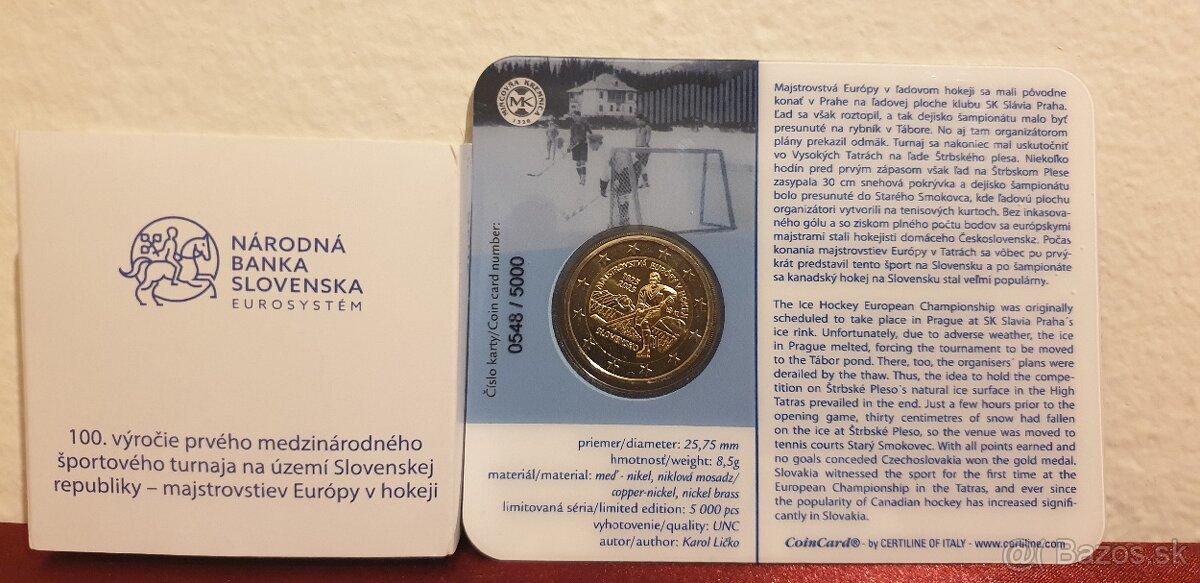 NÁRODNÁ
BANKA
SLOVENSKA
EUROSYSTÉM
100. výročie prvého medzinárodného
športového turnaja na území Slovenskej
republiky – majstrovstiev Európy v hokeji
MINCOVŇA KREMNICA
MK
1328
Číslo karty/Coin card number:
0548 / 5000
MAJSTROVSTVÁ EURÓPY V HOKEJI
1925
2025
SLOVENSKO
priemer/diameter: 25,75 mm
hmotnosť/weight: 8,5g
materiál/material: meď - nikel, niklová mosadz/
copper-nickel, nickel brass
limitovaná séria/limited edition: 5 000 pcs
vyhotovenie/quality: UNC
autor/author: Karol Ličko
Majstrovstvá Európy v ľadovom hokeji sa mali pôvodne
konať v Prahe na ľadovej ploche klubu SK Slávia Praha.
Ľad sa však roztopil, a tak dejisko šampionátu malo byť
presunuté na rybník v Tábore. No aj tam organizátorom
plány prekazil odmäk. Turnaj sa nakoniec mal uskutočniť
vo Vysokých Tatrách na ľade Štrbského plesa. Niekoľko
hodín pred prvým zápasom však ľad na Štrbskom Plese
zasypala 30 cm snehová pokrývka a dejisko šampionátu
bolo presunuté do Starého Smokovca, kde ľadovú plochu
organizátori vytvorili na tenisových kurtoch. Bez inkasova-
ného gólu a so ziskom plného počtu bodov sa európskymi
majstrami stali hokejisti domáceho Československa. Počas
konania majstrovstiev Európy v Tatrách sa vôbec po prvý-
krát predstavil tento šport na Slovensku a po šampionáte
sa kanadský hokej na Slovensku stal veľmi populárny.
The Ice Hockey European Championship was originally
scheduled to take place in Prague at SK Slavia Praha´s
ice rink. Unfortunately, due to adverse weather, the ice
in Prague melted, forcing the tournament to be moved
to the Tábor pond. There, too, the organisers´ plans were
derailed by the thaw. Thus, the idea to hold the compe-
tition on Štrbské Pleso´s natural ice surface in the High
Tatras prevailed in the end. Just a few hours prior to the
opening game, thirty centimetres of snow had fallen
on the ice at Štrbské Pleso, so the venue was moved to
tennis courts Starý Smokovec. With all points earned and
no goals conceded Czechoslovakia won the gold medal.
Slovakia witnessed the sport for the first time at the
European Championship in the Tatras, and ever since
the popularity of Canadian hockey has increased signifi-
cantly in Slovakia.
CoinCard® - by CERTILINE OF ITALY - www.certiline.com
Bazos.sk